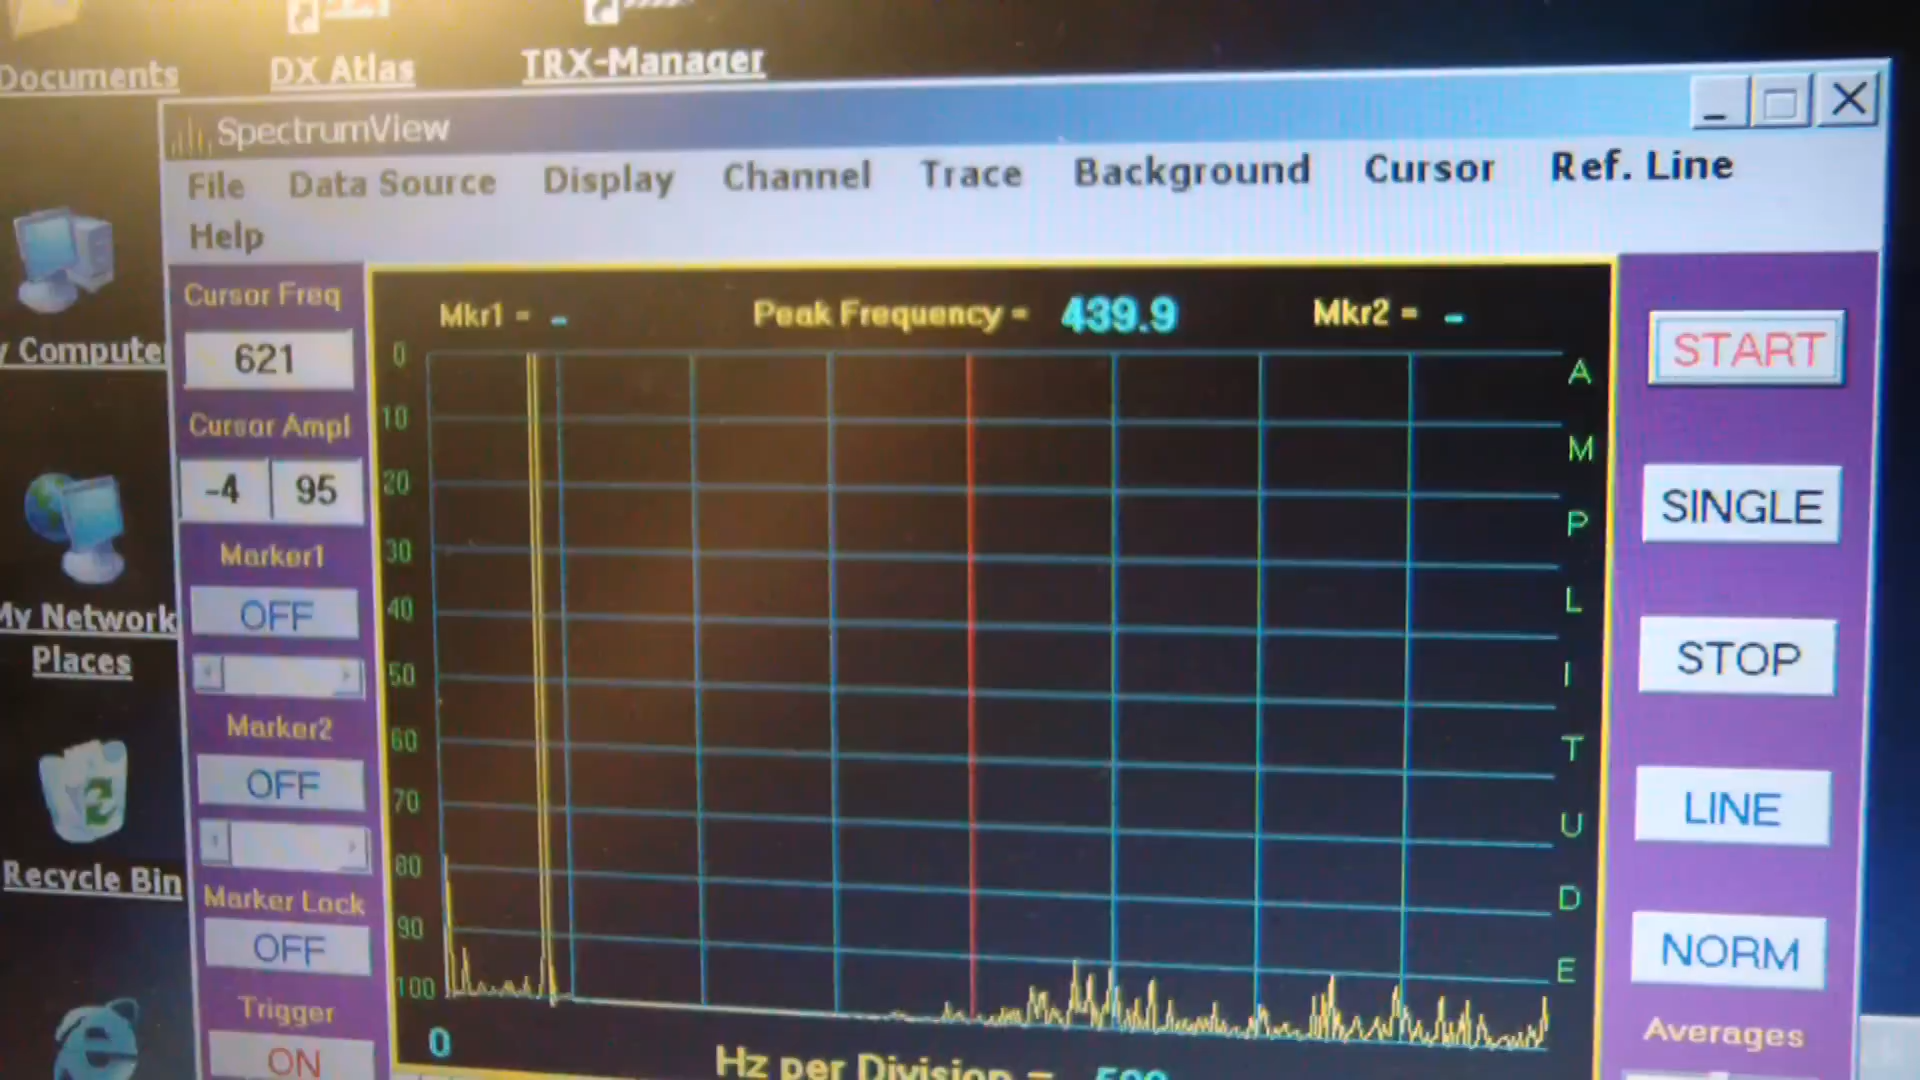 Documents
DX Atlas
TRX-Manager
SpectrumView
File Data Source Display Channel Trace Background Cursor Ref. Line
Help
y Computer
My Network
Places
Recycle Bin
Cursor Freq
621
Cursor Ampl
-4 95
Marker1
OFF
Marker2
OFF
Marker Lock
OFF
Trigger
ON
Mkr1 = - Peak Frequency = 439.9 Mkr2 = -
0
10
20
30
40
50
60
70
80
90
100
0
Hz per Division =
A
M
P
L
I
T
U
D
E
START
SINGLE
STOP
LINE
NORM
Averages